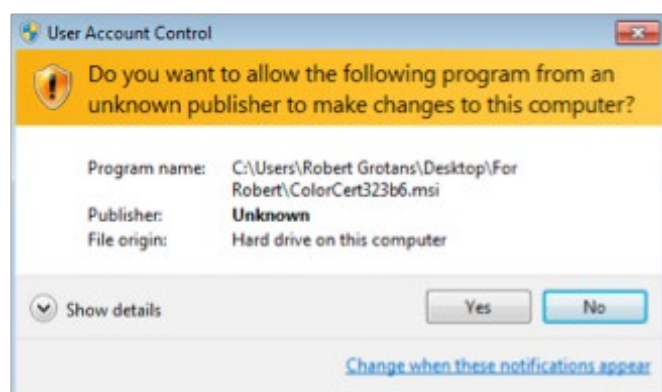 User Account Control
Do you want to allow the following program from an
unknown publisher to make changes to this computer?
Program name: C:\Users\Robert Grotans\Desktop\For
Robert\ColorCert323b6.msi
Publisher: Unknown
File origin: Hard drive on this computer
Show details Yes No
Change when these notifications appear